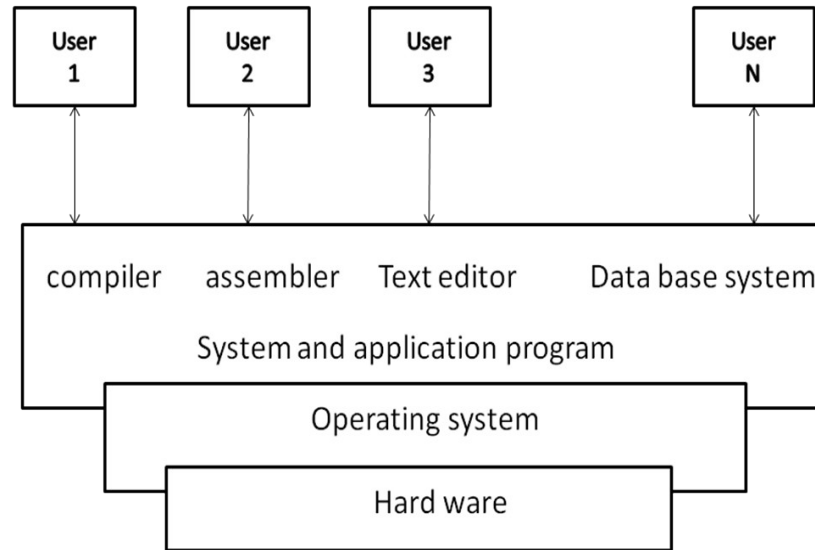 User
1
User
2
User
3
User
N
compiler assembler Text editor Data base system
System and application program
Operating system
Hard ware